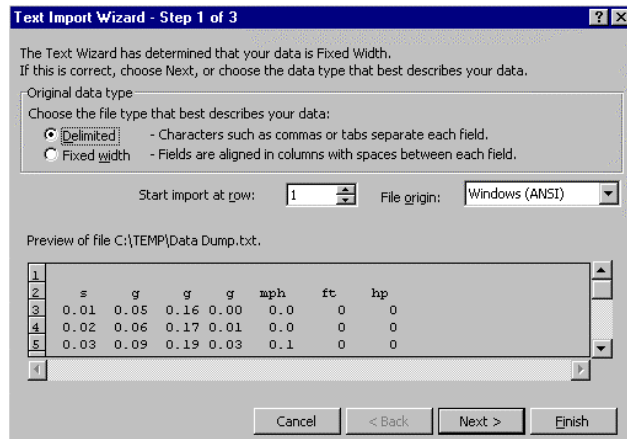 Text Import Wizard - Step 1 of 3
The Text Wizard has determined that your data is Fixed Width.
If this is correct, choose Next, or choose the data type that best describes your data.
Original data type
Choose the file type that best describes your data:
Delimited - Characters such as commas or tabs separate each field.
Fixed width - Fields are aligned in columns with spaces between each field.
Start import at row: 1 File origin: Windows (ANSI)
Preview of file C:\TEMP\Data Dump.txt.
1
2 s g g g mph ft hp
3 0.01 0.05 0.16 0.00 0.0 0 0
4 0.02 0.06 0.17 0.01 0.0 0 0
5 0.03 0.09 0.19 0.03 0.1 0 0
Cancel < Back Next > Finish